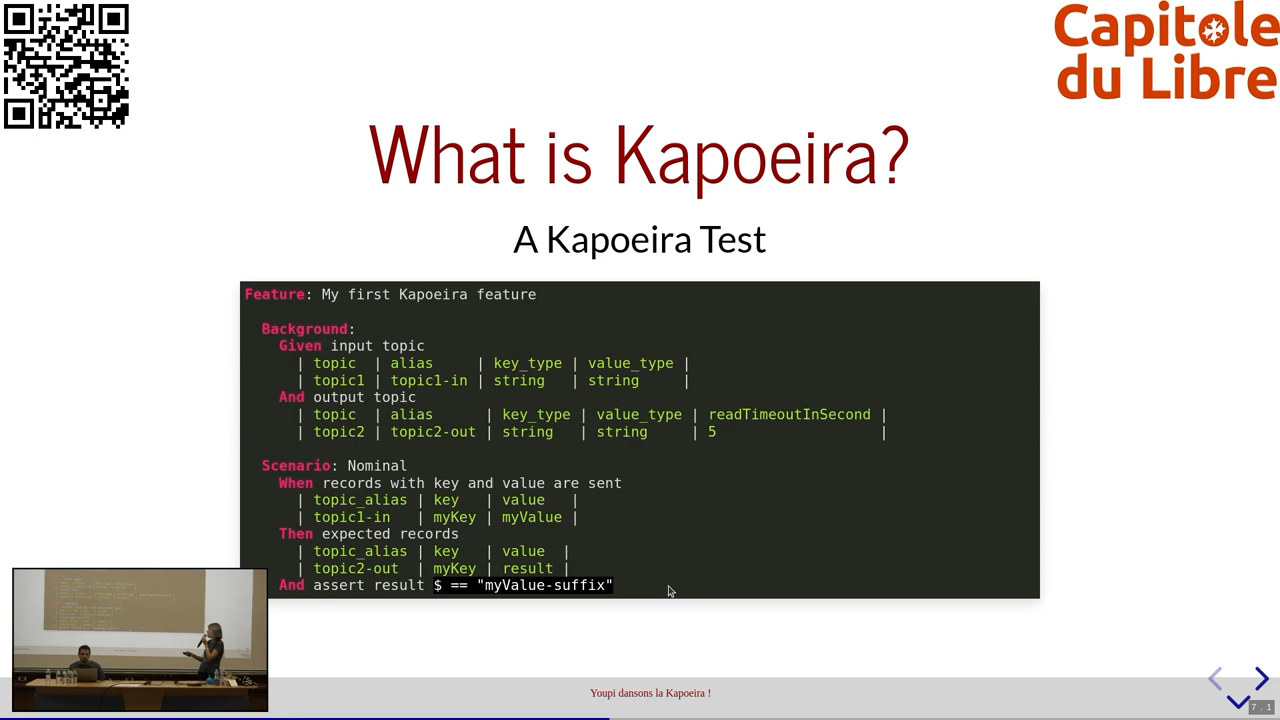 Capitole
du Libre
What is Kapoeira?
A Kapoeira Test
Feature: My first Kapoeira feature
Background:
Given input topic
| topic | alias | key_type | value_type |
| topic1 | topic1-in | string | string |
And output topic
| topic | alias | key_type | value_type | readTimeoutInSecond |
| topic2 | topic2-out | string | string | 5 |
Scenario: Nominal
When records with key and value are sent
| topic_alias | key | value |
| topic1-in | myKey | myValue |
Then expected records
| topic_alias | key | value |
| topic2-out | myKey | result |
And assert result $ == "myValue-suffix"
Youpi dansons la Kapoeira !
7.1